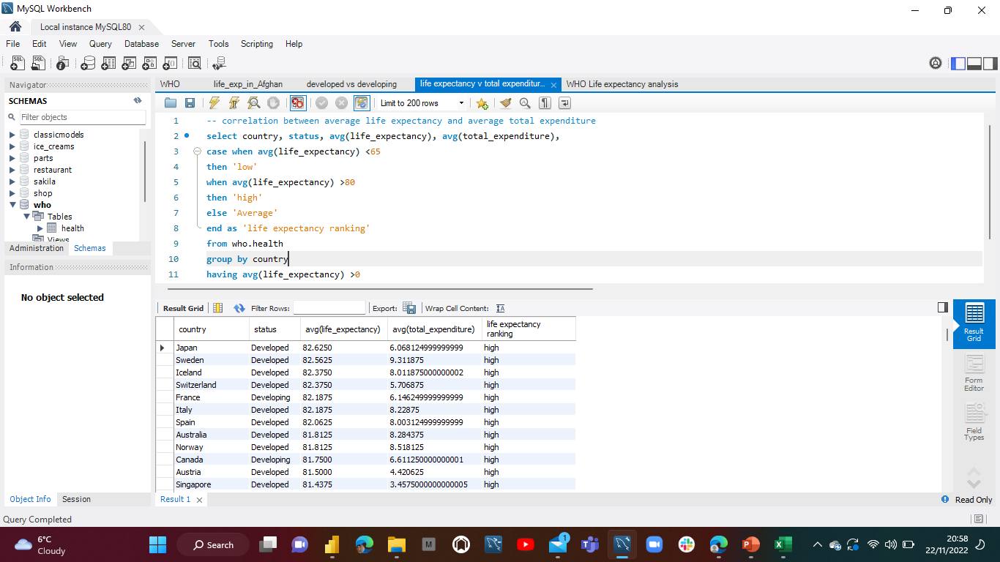 MySQL Workbench
Local instance MySQL80
File Edit View Query Database Server Tools Scripting Help
Navigator
SCHEMAS
Filter objects
classicmodels
ice_creams
parts
restaurant
sakila
shop
who
Tables
health
Views
Administration Schemas
Information
No object selected
Object Info Session
WHO life_exp_in_Afghan developed vs developing life expectancy v total expenditur... WHO Life expectancy analysis
Limit to 200 rows
1 -- correlation between average life expectancy and average total expenditure
2 select country, status, avg(life_expectancy), avg(total_expenditure),
3 case when avg(life_expectancy) <65
4 then 'low'
5 when avg(life_expectancy) >80
6 then 'high'
7 else 'Average'
8 end as 'life expectancy ranking'
9 from who.health
10 group by country
11 having avg(life_expectancy) >0
Result Grid Filter Rows: Export: Wrap Cell Content:
country status avg(life_expectancy) avg(total_expenditure) life expectancy
ranking
Japan Developed 82.6250 6.068124999999999 high
Sweden Developed 82.5625 9.311875 high
Iceland Developed 82.3750 8.011875000000002 high
Switzerland Developed 82.3750 5.706875 high
France Developing 82.1875 6.146249999999999 high
Italy Developed 82.1875 8.22875 high
Spain Developed 82.0625 8.003124999999999 high
Australia Developed 81.8125 8.284375 high
Norway Developed 81.8125 8.518125 high
Canada Developing 81.7500 6.611250000000001 high
Austria Developed 81.5000 4.420625 high
Singapore Developed 81.4375 3.4575000000000005 high
Result
Grid
Form
Editor
Field
Types
Result 1
Read Only
Query Completed
6°C
Cloudy
Search
M
1
20:58
22/11/2022